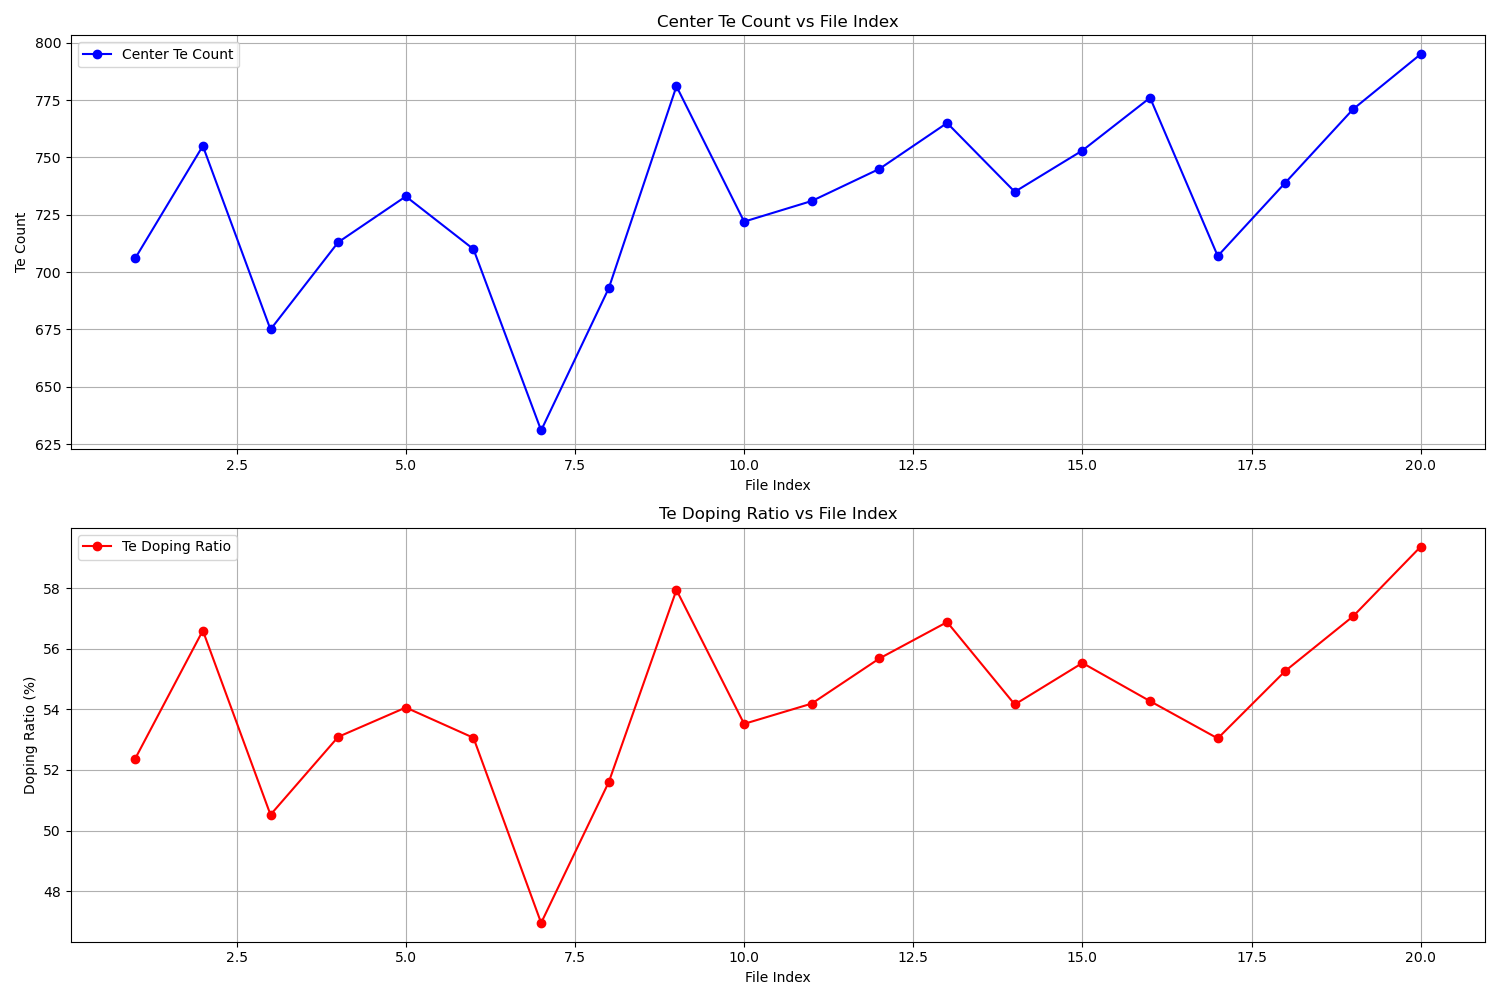 Center Te Count vs File Index
Center Te Count
Te Count
800
775
750
725
700
675
650
625
2.5 5.0 7.5 10.0 12.5 15.0 17.5 20.0
File Index
Te Doping Ratio vs File Index
Te Doping Ratio
Doping Ratio (%)
58
56
54
52
50
48
2.5 5.0 7.5 10.0 12.5 15.0 17.5 20.0
File Index